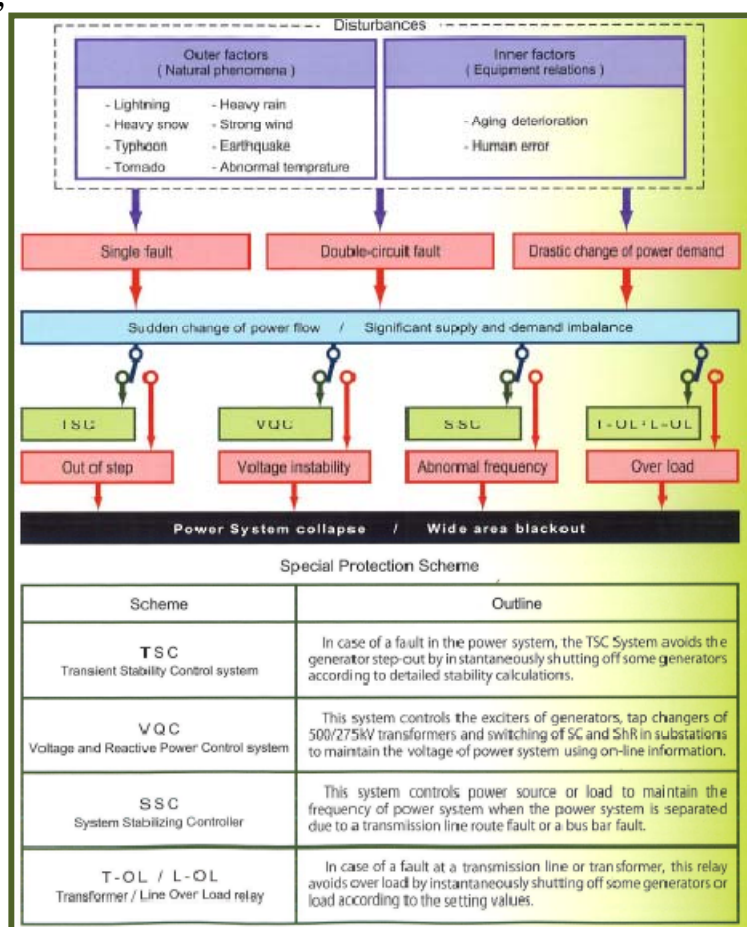 ,
Disturbances
Outer factors
( Natural phenomena )
- Lightning
- Heavy snow
- Typhoon
- Tornado
- Heavy rain
- Strong wind
- Earthquake
- Abnormal temprature
Inner factors
( Equipment relations )
- Aging deterioration
- Human error
Single fault
Double-circuit fault
Drastic change of power demand
Sudden change of power flow / Significant supply and demand imbalance
TSC
VQC
SSC
T-OL・L-OL
Out of step
Voltage instability
Abnormal frequency
Over load
Power System collapse / Wide area blackout
Special Protection Scheme
Scheme
Outline
TSC
Transient Stability Control system
In case of a fault in the power system, the TSC System avoids the
generator step-out by instantaneously shutting off some generators
according to detailed stability calculations.
VQC
Voltage and Reactive Power Control system
This system controls the exciters of generators, tap changers of
500/275kV transformers and switching of SC and ShR in substations
to maintain the voltage of power system using on-line information.
SSC
System Stabilizing Controller
This system controls power source or load to maintain the
frequency of power system when the power system is separated
due to a transmission line route fault or a bus bar fault.
T-OL / L-OL
Transformer / Line Over Load relay
In case of a fault at a transmission line or transformer, this relay
avoids over load by instantaneously shutting off some generators or
load according to the setting values.